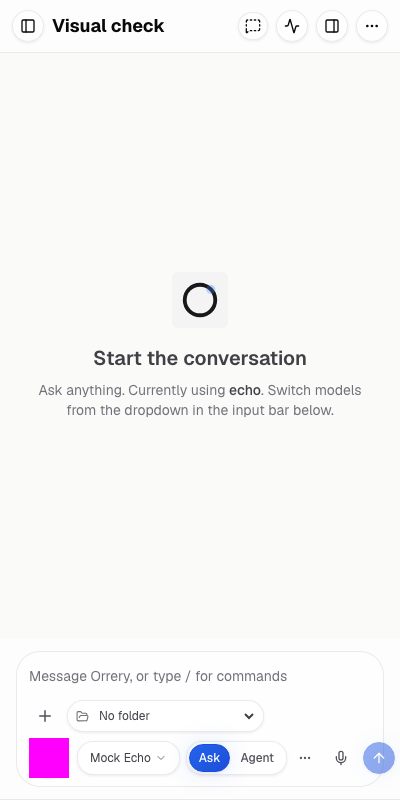 Visual check
Start the conversation
Ask anything. Currently using echo. Switch models
from the dropdown in the input bar below.
Message Orrery, or type / for commands
No folder
Mock Echo Ask Agent